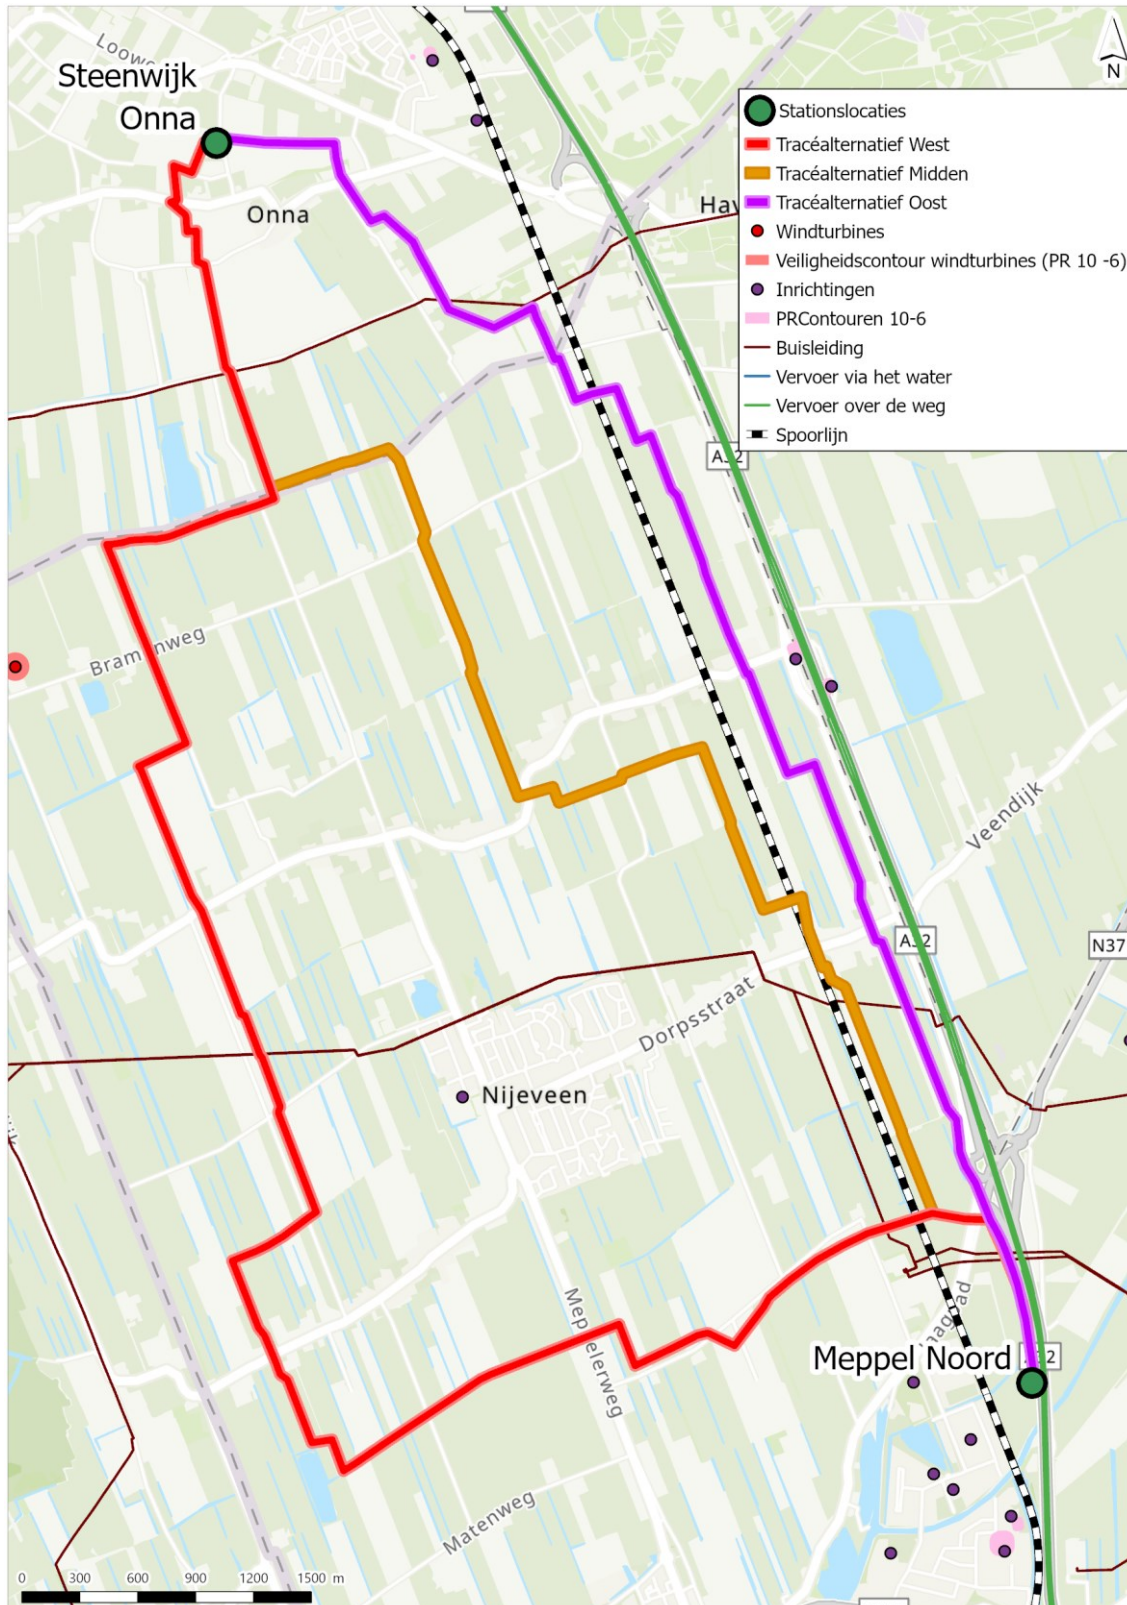 N
Steenwijk
Onna
Onna
Stationslocaties
Tracéalternatief West
Tracéalternatief Midden
Tracéalternatief Oost
Windturbines
Veiligheidscontour windturbines (PR 10 -6)
Inrichtingen
PRContouren 10-6
Buisleiding
Vervoer via het water
Vervoer over de weg
Spoorlijn
Hav
A32
Veendijk
A32
N37
Dorpsstraat
Nijeveen
Meppelerweg
Meppel Noord
Matenweg
0 300 600 900 1200 1500 m